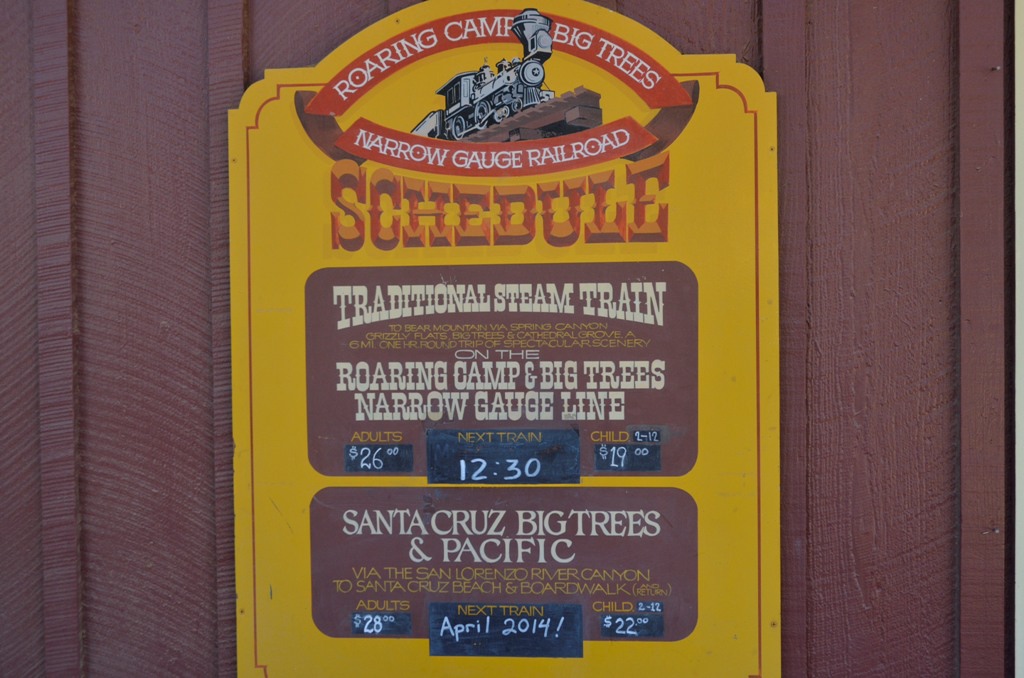 ROARING CAMP BIG TREES
NARROW GAUGE RAILROAD
SCHEDULE
TRADITIONAL STEAM TRAIN
TO BEAR MOUNTAIN VIA SPRING CANYON
GRIZZLY FLATS, BIG TREES & CATHEDRAL GROVE, A
6 MI. ONE HR. ROUND TRIP OF SPECTACULAR SCENERY
ON THE
ROARING CAMP & BIG TREES
NARROW GAUGE LINE
ADULTS NEXT TRAIN CHILD 2-12
$26.00 12:30 $19.00
SANTA CRUZ BIG TREES
& PACIFIC
VIA THE SAN LORENZO RIVER CANYON
TO SANTA CRUZ BEACH & BOARDWALK (AND RETURN)
ADULTS NEXT TRAIN CHILD 2-12
$28.00 April 2014! $22.00